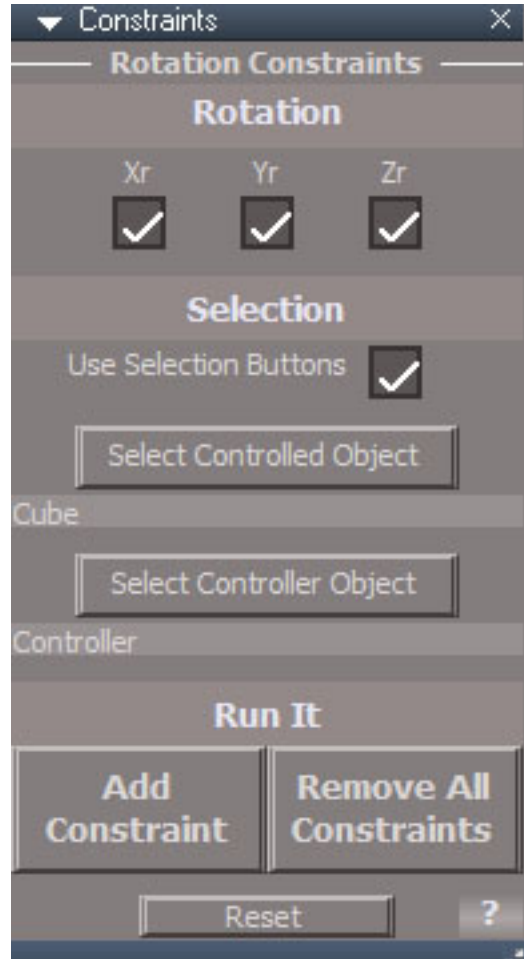 Constraints
Rotation Constraints
Rotation
Xr Yr Zr
Selection
Use Selection Buttons
Select Controlled Object
Cube
Select Controller Object
Controller
Run It
Add Remove All
Constraint Constraints
Reset ?